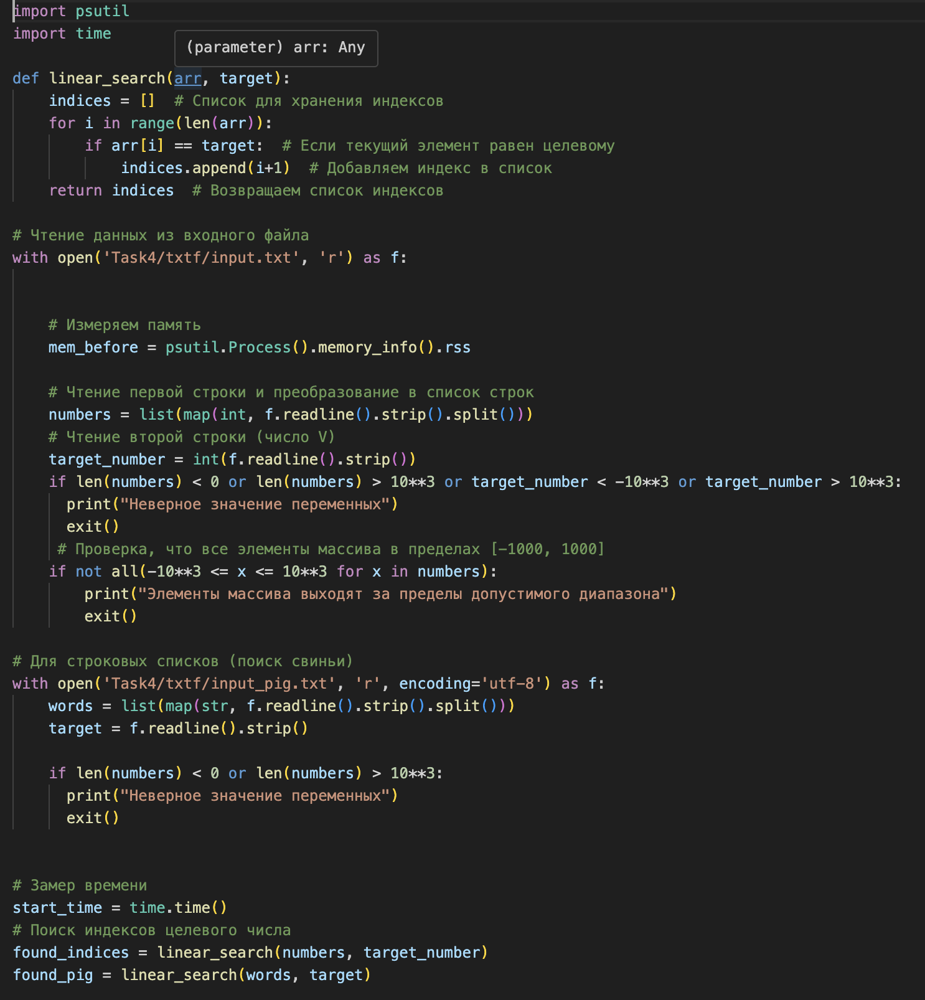 import psutil
import time
(parameter) arr: Any
def linear_search(arr, target):
    indices = []  # Список для хранения индексов
    for i in range(len(arr)):
        if arr[i] == target:  # Если текущий элемент равен целевому
            indices.append(i+1)  # Добавляем индекс в список
    return indices  # Возвращаем список индексов
# Чтение данных из входного файла
with open('Task4/txtf/input.txt', 'r') as f:
    # Измеряем память
    mem_before = psutil.Process().memory_info().rss
    # Чтение первой строки и преобразование в список строк
    numbers = list(map(int, f.readline().strip().split()))
    # Чтение второй строки (число V)
    target_number = int(f.readline().strip())
    if len(numbers) < 0 or len(numbers) > 10**3 or target_number < -10**3 or target_number > 10**3:
      print("Неверное значение переменных")
      exit()
     # Проверка, что все элементы массива в пределах [-1000, 1000]
    if not all(-10**3 <= x <= 10**3 for x in numbers):
        print("Элементы массива выходят за пределы допустимого диапазона")
        exit()
# Для строковых списков (поиск свиньи)
with open('Task4/txtf/input_pig.txt', 'r', encoding='utf-8') as f:
    words = list(map(str, f.readline().strip().split()))
    target = f.readline().strip()
    if len(numbers) < 0 or len(numbers) > 10**3:
      print("Неверное значение переменных")
      exit()
# Замер времени
start_time = time.time()
# Поиск индексов целевого числа
found_indices = linear_search(numbers, target_number)
found_pig = linear_search(words, target)